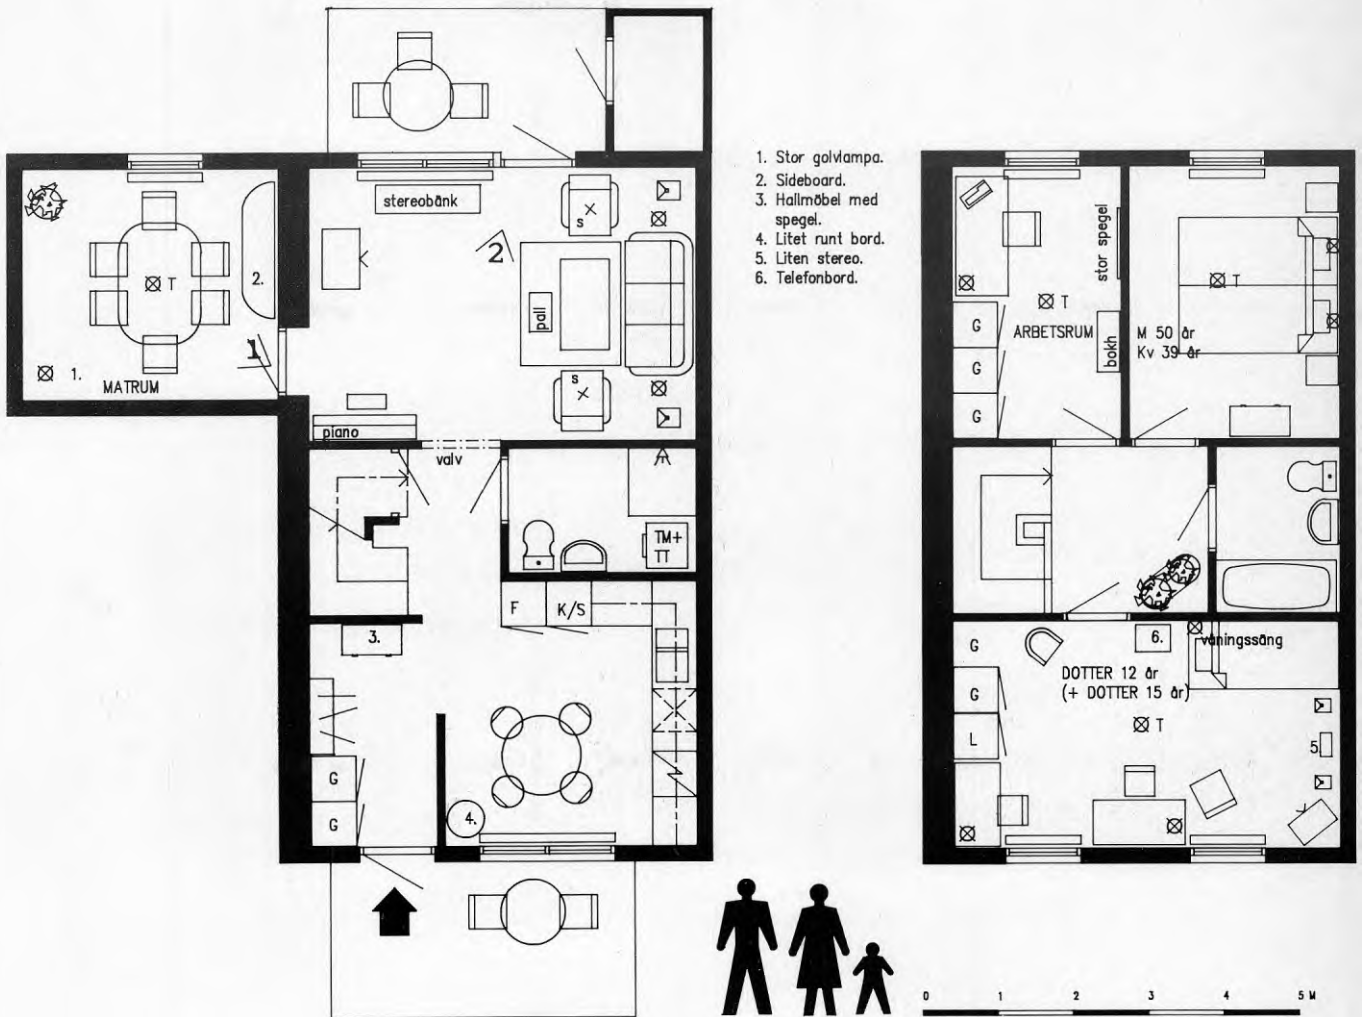 1. Stor golvlampa.
2. Sideboard.
3. Hallmöbel med
spegel.
4. Litet runt bord.
5. Liten stereo.
6. Telefonbord.
stereobänk
s
2
2.
T
pall
1
1.
MATRUM
s
piano
valv
TM+
TT
F
K/S
3.
G
G
4.
stor spegel
T
T
G
ARBETSRUM
bokh
M 50 år
Kv 39 år
G
G
G
6.
våningssäng
DOTTER 12 år
(+ DOTTER 15 år)
G
L
T
5.
0 1 2 3 4 5 M